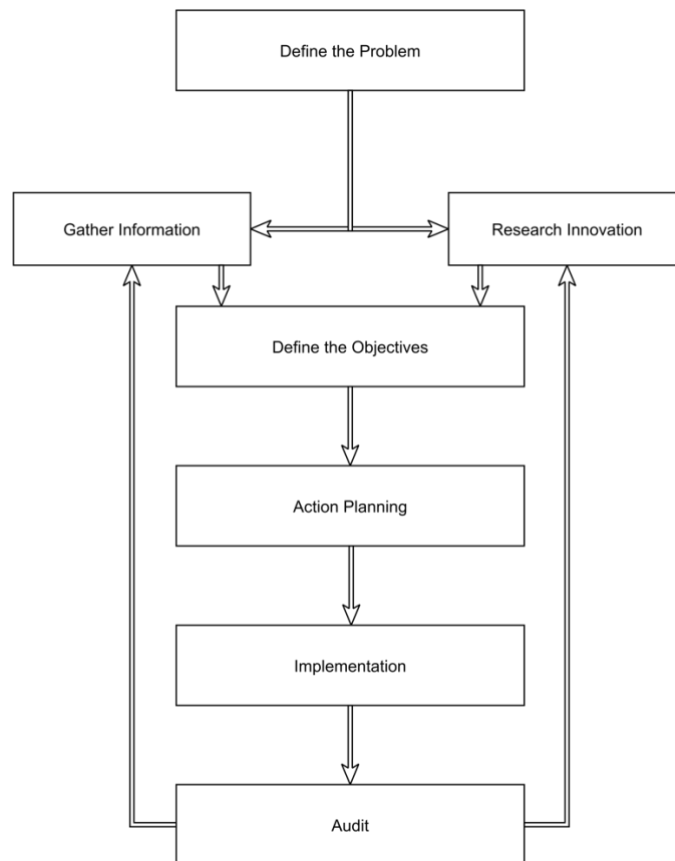 Define the Problem
Gather Information
Research Innovation
Define the Objectives
Action Planning
Implementation
Audit